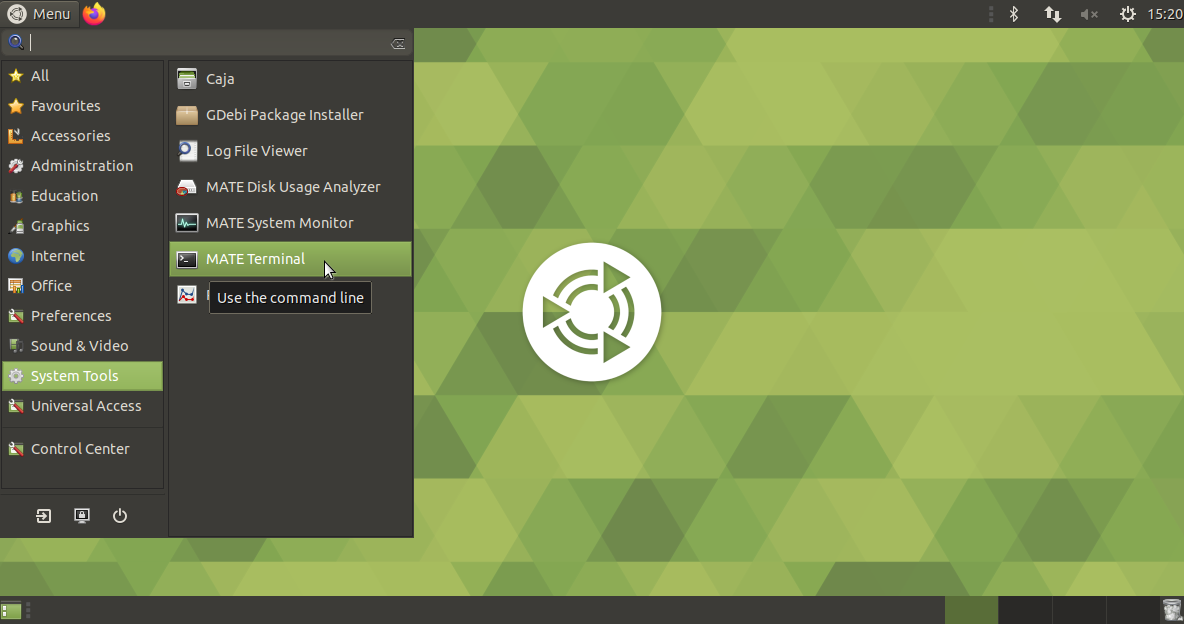 Menu
15:20
All
Favourites
Accessories
Administration
Education
Graphics
Internet
Office
Preferences
Sound & Video
System Tools
Universal Access
Control Center
Caja
GDebi Package Installer
Log File Viewer
MATE Disk Usage Analyzer
MATE System Monitor
MATE Terminal
Use the command line